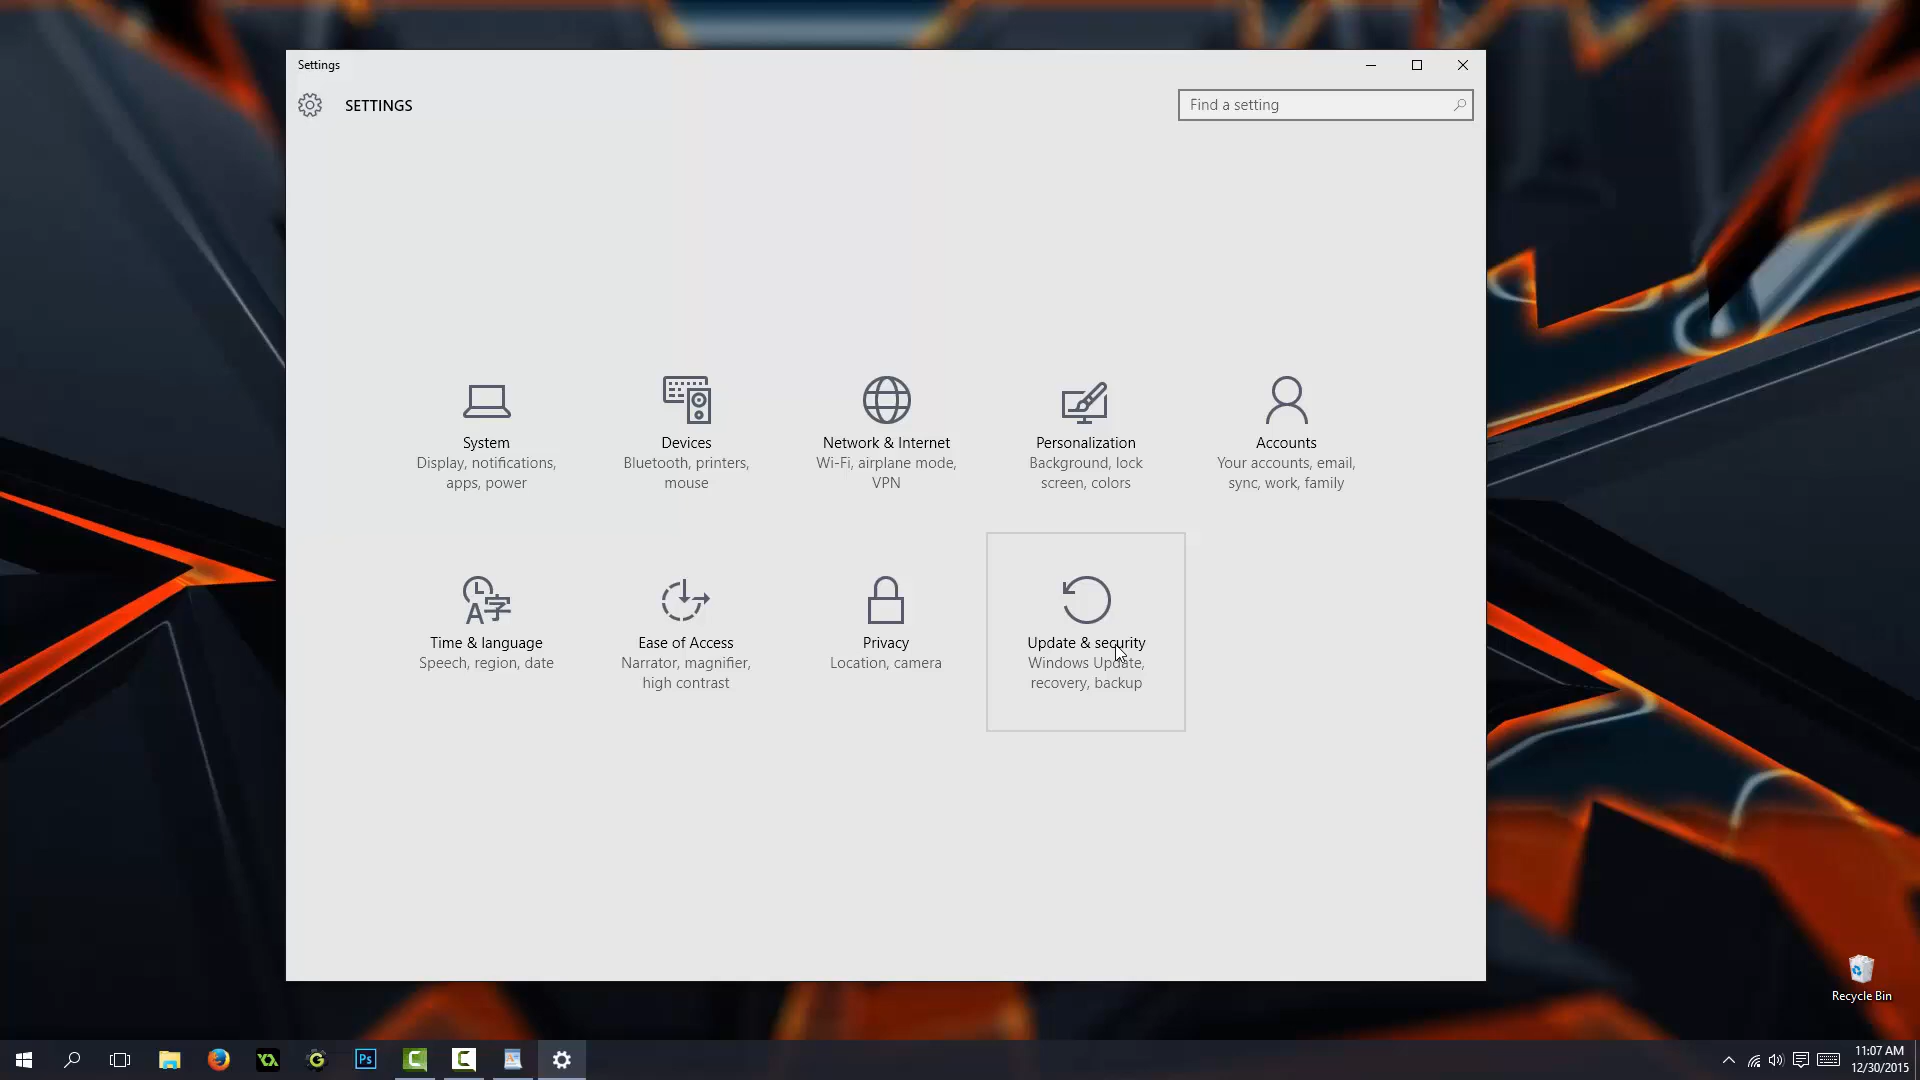 Settings
SETTINGS
Find a setting
System
Display, notifications,
apps, power
Devices
Bluetooth, printers,
mouse
Network & Internet
Wi-Fi, airplane mode,
VPN
Personalization
Background, lock
screen, colors
Accounts
Your accounts, email,
sync, work, family
A字
Time & language
Speech, region, date
Ease of Access
Narrator, magnifier,
high contrast
Privacy
Location, camera
Update & security
Windows Update,
recovery, backup
Recycle Bin
Ps
11:07 AM
12/30/2015